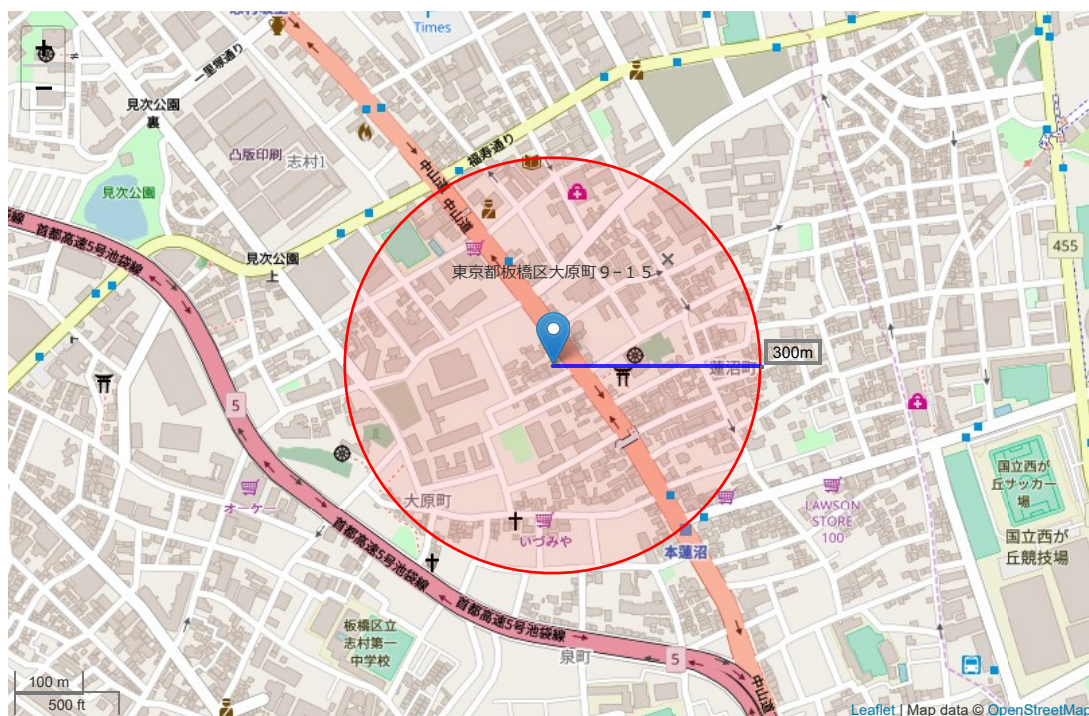 志村坂上
Times
+
−
一里塚通り
見次公園
裏
凸版印刷
志村1
福寿通り
中山道
中山道
見次公園
首都高速5号池袋線
見次公園
上
455
東京都板橋区大原町９−１５
300m
蓮沼町
5
オーケー
大原町
いづみや
本蓮沼
LAWSON
STORE
100
国立西が
丘サッカー
場
国立西が
丘競技場
首都高速5号池袋線
首都高速5号池袋線
板橋区立
志村第一
中学校
泉町
5
中山道
100 m
500 ft
Leaflet | Map data © OpenStreetMap